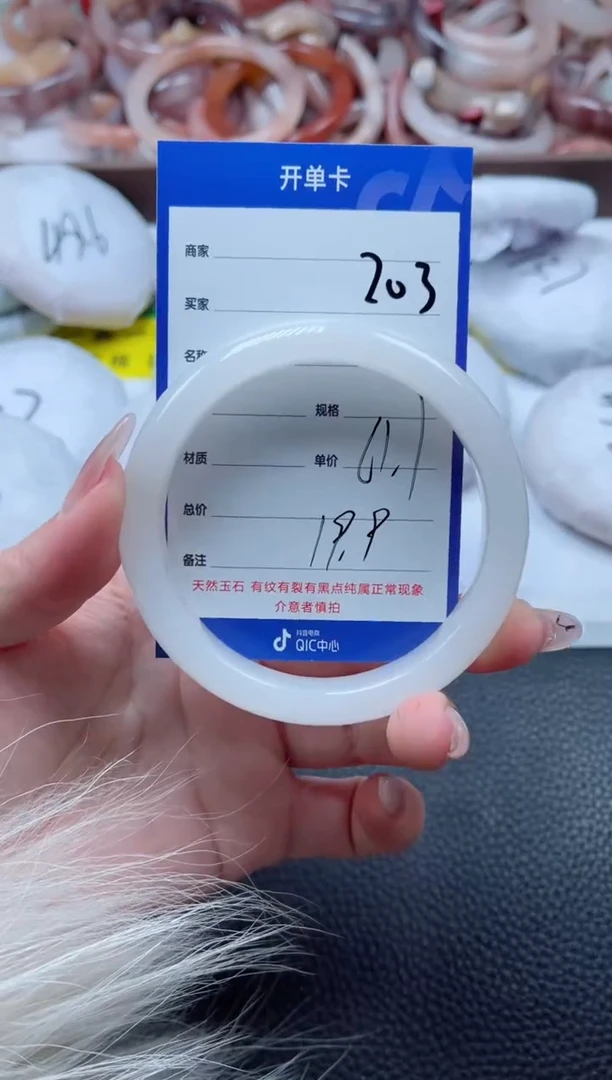 开单卡
商家
203
买家
名称
规格
61.1
材质 单价
总价
19.9
备注
天然玉石 有纹有裂有黑点纯属正常现象
介意者慎拍
抖音电商
QIC中心